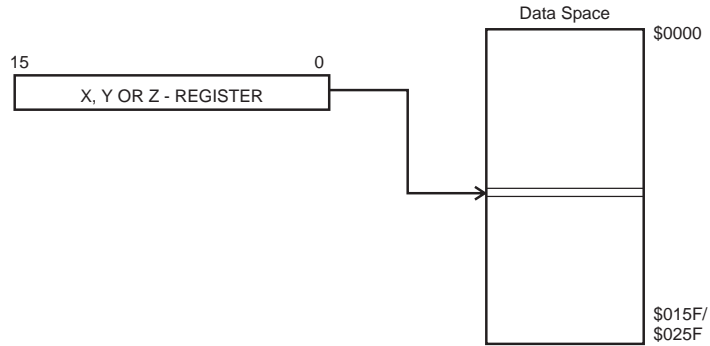 Data Space
$0000
15 0
X, Y OR Z - REGISTER
$015F/
$025F